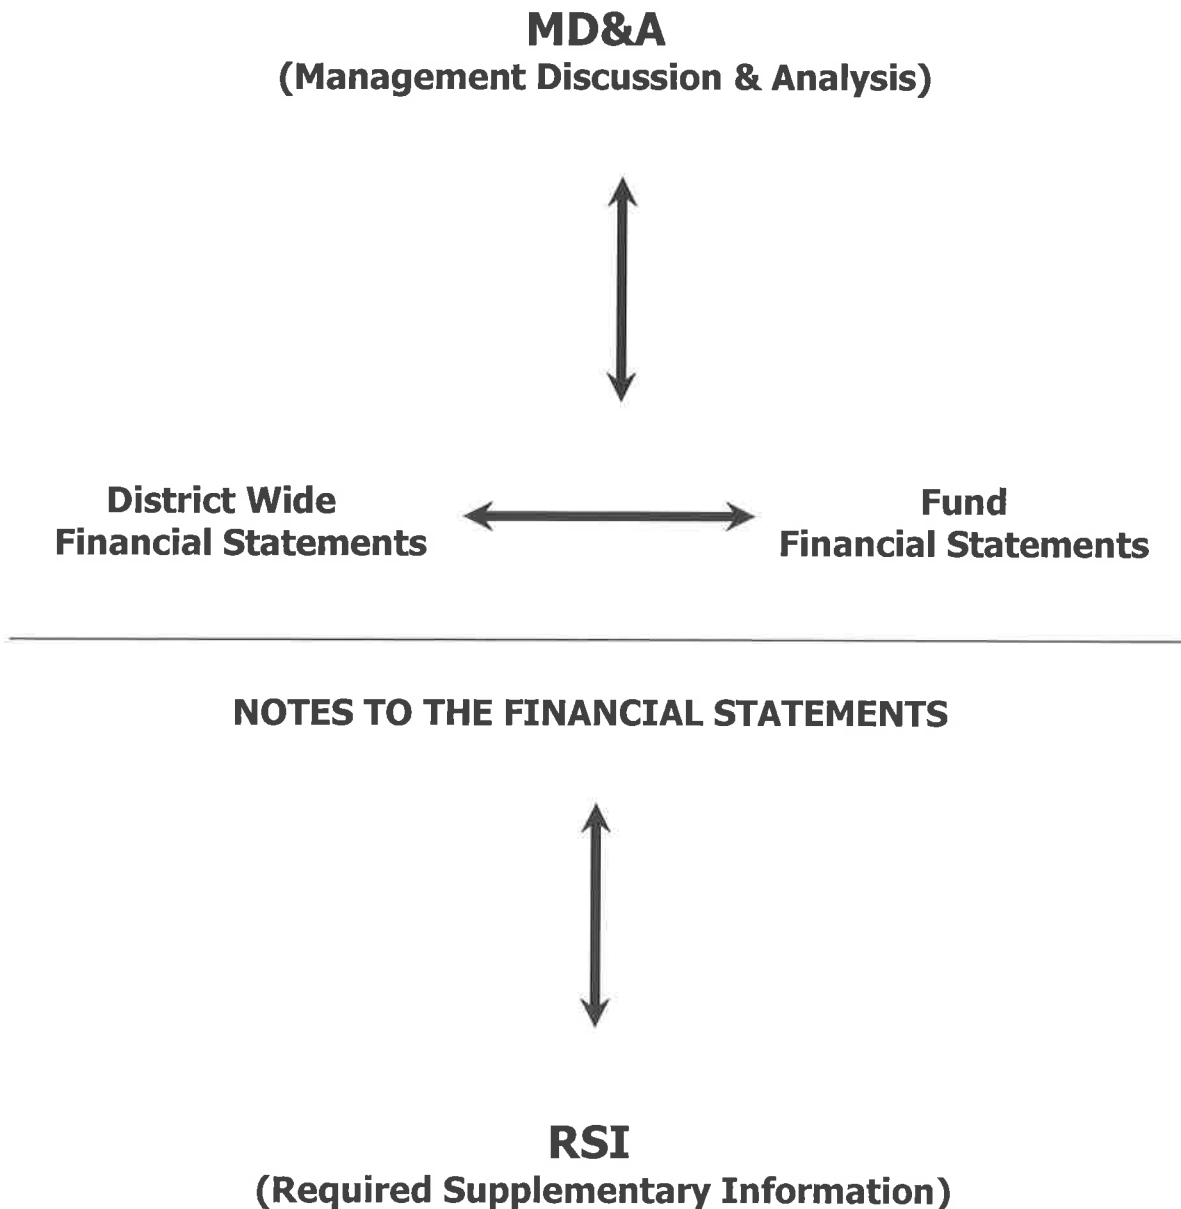 MD&A
(Management Discussion & Analysis)
District Wide
Financial Statements
Fund
Financial Statements
NOTES TO THE FINANCIAL STATEMENTS
RSI
(Required Supplementary Information)